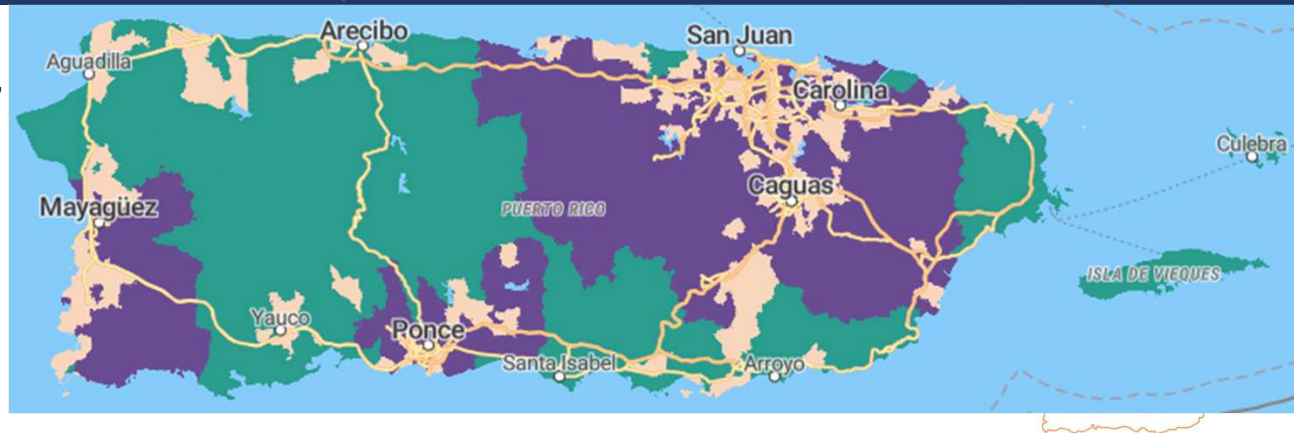 Arecibo
San Juan
Aguadilla
Carolina
Culebra
Caguas
Mayagüez
PUERTO RICO
ISLA DE VIEQUES
Yauco
Ponce
Santa Isabel
Arroyo